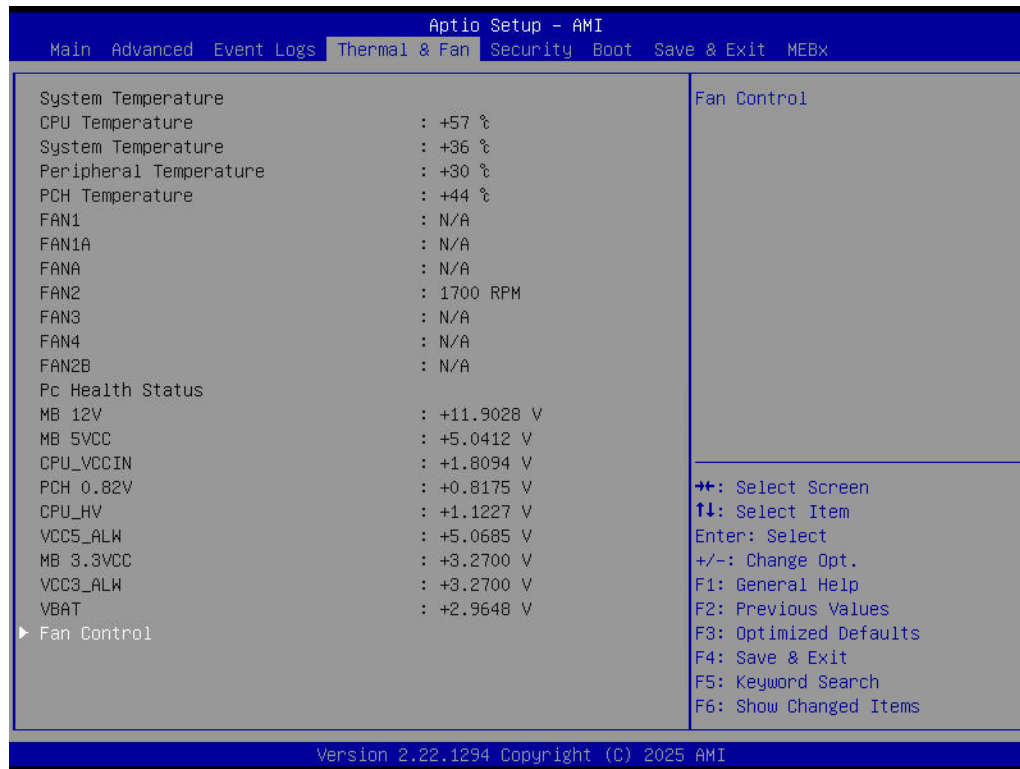 Aptio Setup – AMI
Main Advanced Event Logs Thermal & Fan Security Boot Save & Exit MEBx
System Temperature
CPU Temperature : +57 ℃
System Temperature : +36 ℃
Peripheral Temperature : +30 ℃
PCH Temperature : +44 ℃
FAN1 : N/A
FAN1A : N/A
FANA : N/A
FAN2 : 1700 RPM
FAN3 : N/A
FAN4 : N/A
FAN2B : N/A
Pc Health Status
MB 12V : +11.9028 V
MB 5VCC : +5.0412 V
CPU_VCCIN : +1.8094 V
PCH 0.82V : +0.8175 V
CPU_HV : +1.1227 V
VCC5_ALW : +5.0685 V
MB 3.3VCC : +3.2700 V
VCC3_ALW : +3.2700 V
VBAT : +2.9648 V
▶ Fan Control
Fan Control
→←: Select Screen
↑↓: Select Item
Enter: Select
+/-: Change Opt.
F1: General Help
F2: Previous Values
F3: Optimized Defaults
F4: Save & Exit
F5: Keyword Search
F6: Show Changed Items
Version 2.22.1294 Copyright (C) 2025 AMI